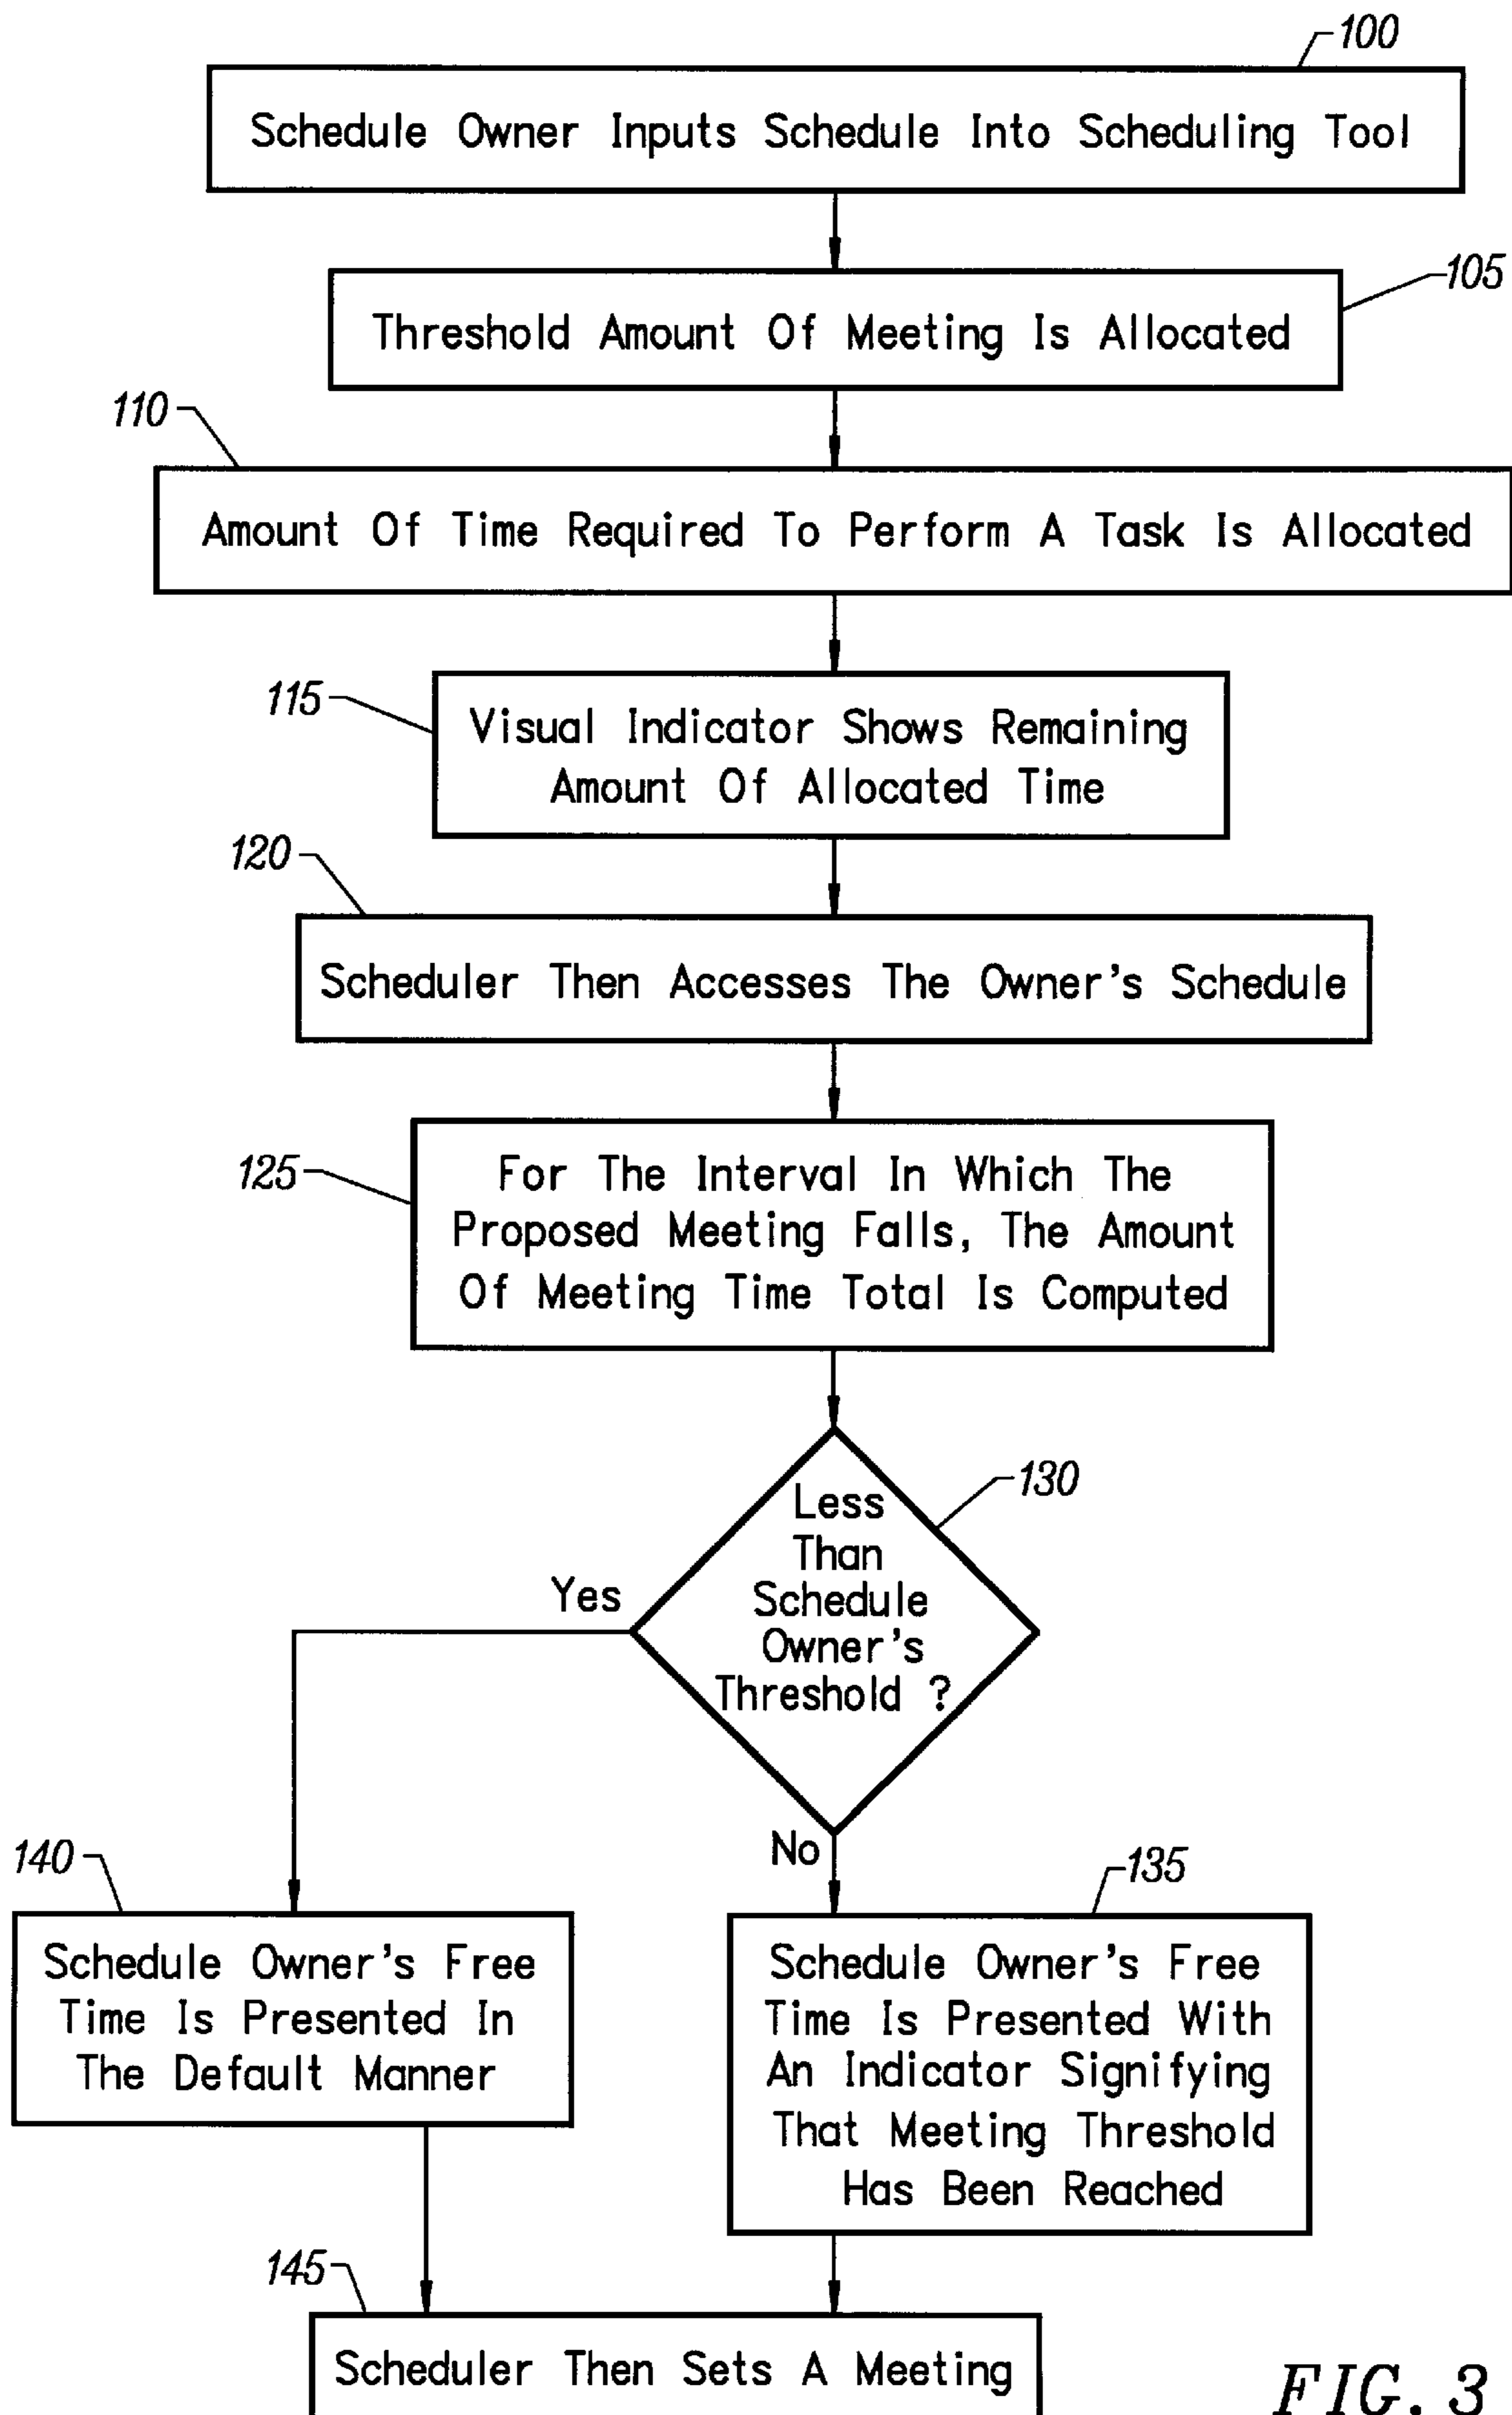 100
Schedule Owner Inputs Schedule Into Scheduling Tool
105
Threshold Amount Of Meeting Is Allocated
110
Amount Of Time Required To Perform A Task Is Allocated
115
Visual Indicator Shows Remaining
Amount Of Allocated Time
120
Scheduler Then Accesses The Owner's Schedule
125
For The Interval In Which The
Proposed Meeting Falls, The Amount
Of Meeting Time Total Is Computed
130
Less
Than
Schedule
Owner's
Threshold ?
Yes
No
140
Schedule Owner's Free
Time Is Presented In
The Default Manner
135
Schedule Owner's Free
Time Is Presented With
An Indicator Signifying
That Meeting Threshold
Has Been Reached
145
Scheduler Then Sets A Meeting
FIG. 3